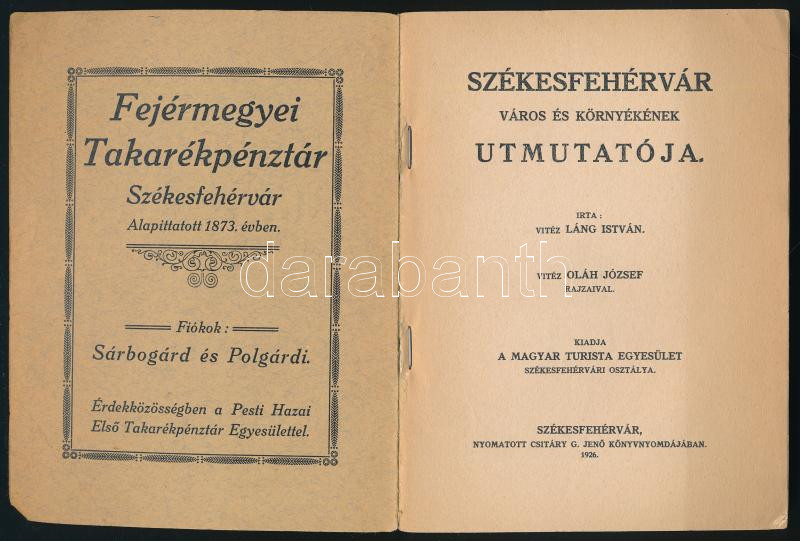 Fejérmegyei
Takarékpénztár
Székesfehérvár
Alapittatott 1873. évben.
Fiókok:
Sárbogárd és Polgárdi.
Érdekközösségben a Pesti Hazai
Első Takarékpénztár Egyesülettel.
SZÉKESFEHÉRVÁR
VÁROS ÉS KÖRNYÉKÉNEK
UTMUTATÓJA.
IRTA:
VITÉZ LÁNG ISTVÁN.
VITÉZ OLÁH JÓZSEF
RAJZAIVAL.
KIADJA
A MAGYAR TURISTA EGYESÜLET
SZÉKESFEHÉRVÁRI OSZTÁLYA.
SZÉKESFEHÉRVÁR,
NYOMATOTT CSITÁRY G. JENŐ KÖNYVNYOMDÁJÁBAN.
1926.
darabanth